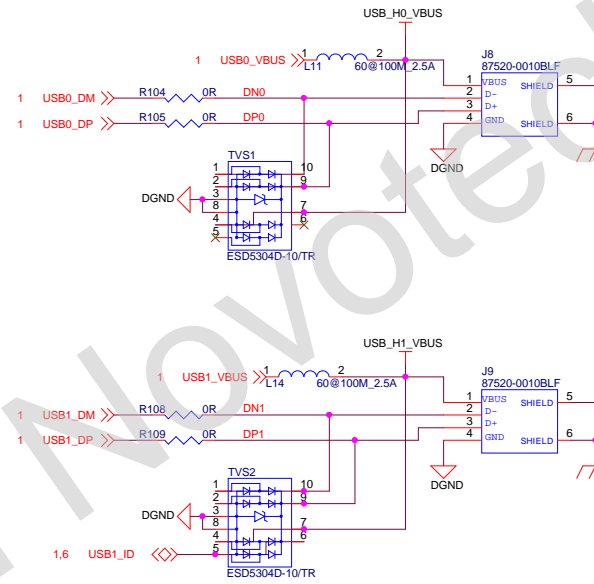 USB_H0_VBUS
1 USB0_VBUS 1 2 J8
L11 60@100M_2.5A 87520-0010BLF
1 VBUS SHIELD 5
1 USB0_DM R104 0R DN0 2 D-
3 D+
1 USB0_DP R105 0R DP0 4 GND SHIELD 6
DGND
TVS1
1 10
2 9
DGND 3
8 7
4 6
5
ESD5304D-10/TR
USB_H1_VBUS
1 USB1_VBUS 1 2 J9
L14 60@100M_2.5A 87520-0010BLF
1 VBUS SHIELD 5
1 USB1_DM R108 0R DN1 2 D-
3 D+
1 USB1_DP R109 0R DP1 4 GND SHIELD 6
DGND
TVS2
1 10
2 9
DGND 3
8 7
4 6
1,6 USB1_ID 5
ESD5304D-10/TR
Novotec